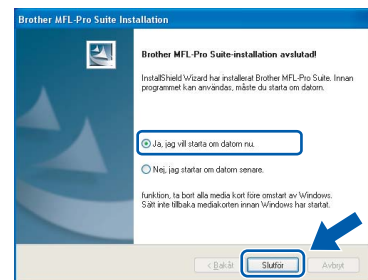 Brother MFL-Pro Suite Installation
Brother MFL-Pro Suite-installation avslutad!
InstallShield Wizard har installerat Brother MFL-Pro Suite. Innan
programmet kan användas, måste du starta om datorn.
Ja, jag vill starta om datorn nu.
Nej, jag startar om datorn senare.
funktion, ta bort alla media kort före omstart av Windows.
Sätt inte tillbaka mediakorten innan Windows har startat.
< Bakåt
Slutför
Avbryt